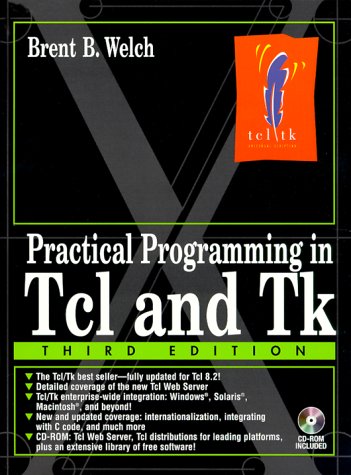 Brent B. Welch
tcl tk
Practical Programming in
Tcl and Tk
THIRD EDITION
The Tcl/Tk best seller—fully updated for Tcl 8.2!
Detailed coverage of the new Tcl Web Server
Tcl/Tk enterprise-wide integration: Windows®, Solaris®,
Macintosh®, and beyond!
New and updated coverage: internationalization, integrating
with C code, and much more
CD-ROM: Tcl Web Server, Tcl distributions for leading platforms,
plus an extensive library of free software!
CD-ROM
INCLUDED